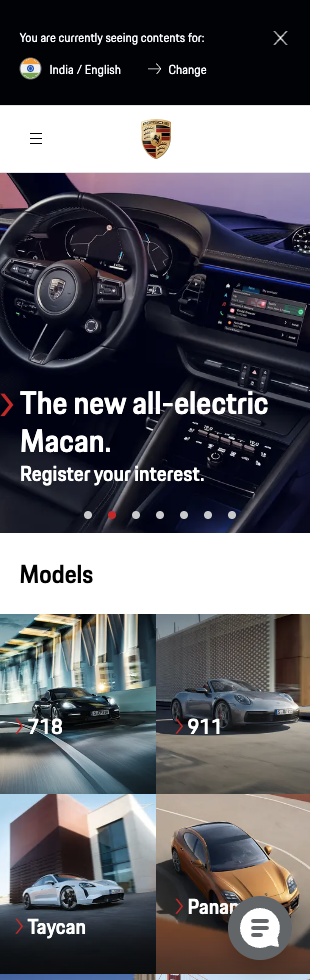 You are currently seeing contents for:
India / English
Change
The new all-electric
Macan.
Register your interest.
Models
718
911
Taycan
Panar